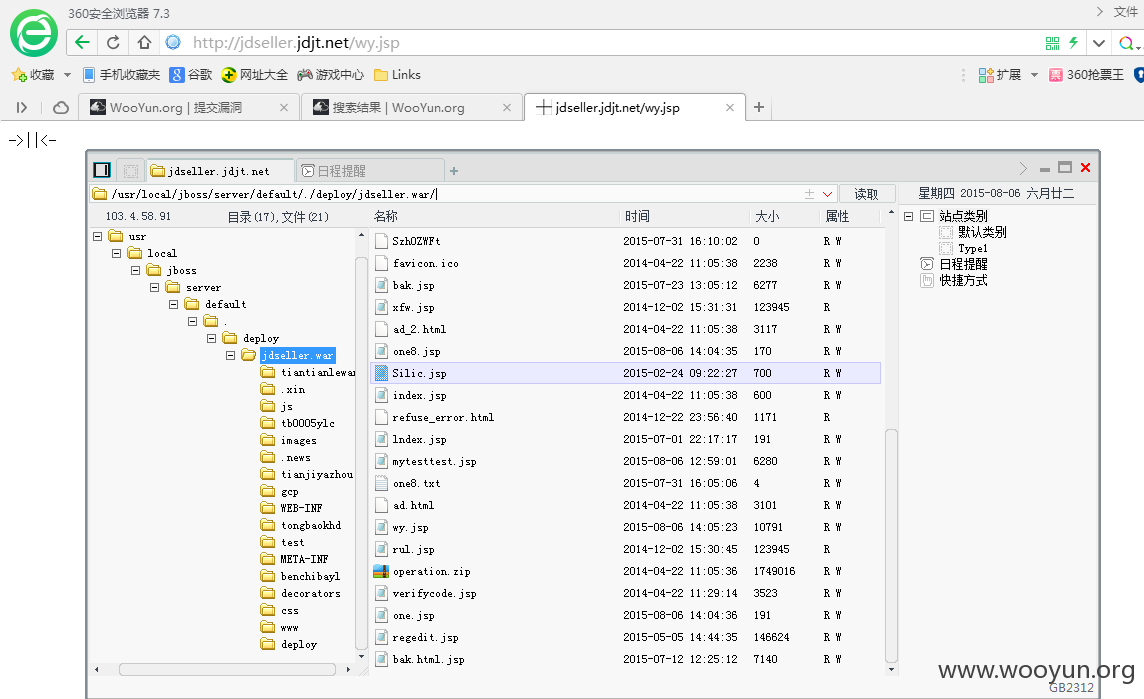 360安全浏览器 7.3
文件
http://jdseller.jdjt.net/wy.jsp
收藏 手机收藏夹 谷歌 网址大全 游戏中心 Links 扩展 360抢票王
WooYun.org | 提交漏洞 搜索结果 | WooYun.org jdseller.jdjt.net/wy.jsp
->||<-
jdseller.jdjt.net 日程提醒
/usr/local/jboss/server/default/./deploy/jdseller.war/ 读取 星期四 2015-08-06 六月廿二
103.4.58.91 目录(17),文件(21) 名称 时间 大小 属性
usr
local
jboss
server
default
.
deploy
jdseller.war
tiantianlewar
.xin
js
tb0005ylc
images
.news
tianjiyazhou
gcp
WEB-INF
tongbaokhd
test
META-INF
benchibayl
decorators
css
www
deploy
SzhOZWFt 2015-07-31 16:10:02 0 R W
favicon.ico 2014-04-22 11:05:38 2238 R W
bak.jsp 2015-07-23 13:05:12 6277 R W
xfw.jsp 2014-12-02 15:31:31 123945 R
ad_2.html 2014-04-22 11:05:38 3117 R W
one8.jsp 2015-08-06 14:04:35 170 R W
Silic.jsp 2015-02-24 09:22:27 700 R W
index.jsp 2014-04-22 11:05:38 600 R W
refuse_error.html 2014-12-22 23:56:40 1171 R
lndex.jsp 2015-07-01 22:17:17 191 R W
mytesttest.jsp 2015-08-06 12:59:01 6280 R W
one8.txt 2015-07-31 16:05:06 4 R W
ad.html 2014-04-22 11:05:38 3101 R W
wy.jsp 2015-08-06 14:05:23 10791 R W
rul.jsp 2014-12-02 15:30:45 123945 R
operation.zip 2014-04-22 11:05:36 1749016 R W
verifycode.jsp 2014-04-22 11:29:14 3523 R W
one.jsp 2015-08-06 14:04:36 191 R W
regedit.jsp 2015-05-05 14:44:35 146624 R W
bak.html.jsp 2015-07-12 12:25:12 7140 R W
站点类别
默认类别
Type1
日程提醒
快捷方式
www.wooyun.org
GB2312